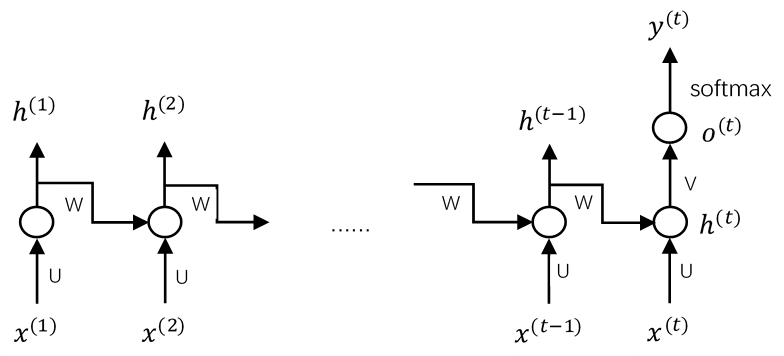 y^(t)
softmax
h^(1) h^(2) h^(t−1) o^(t)
V
W W W W h^(t)
......
U U U U
x^(1) x^(2) x^(t−1) x^(t)